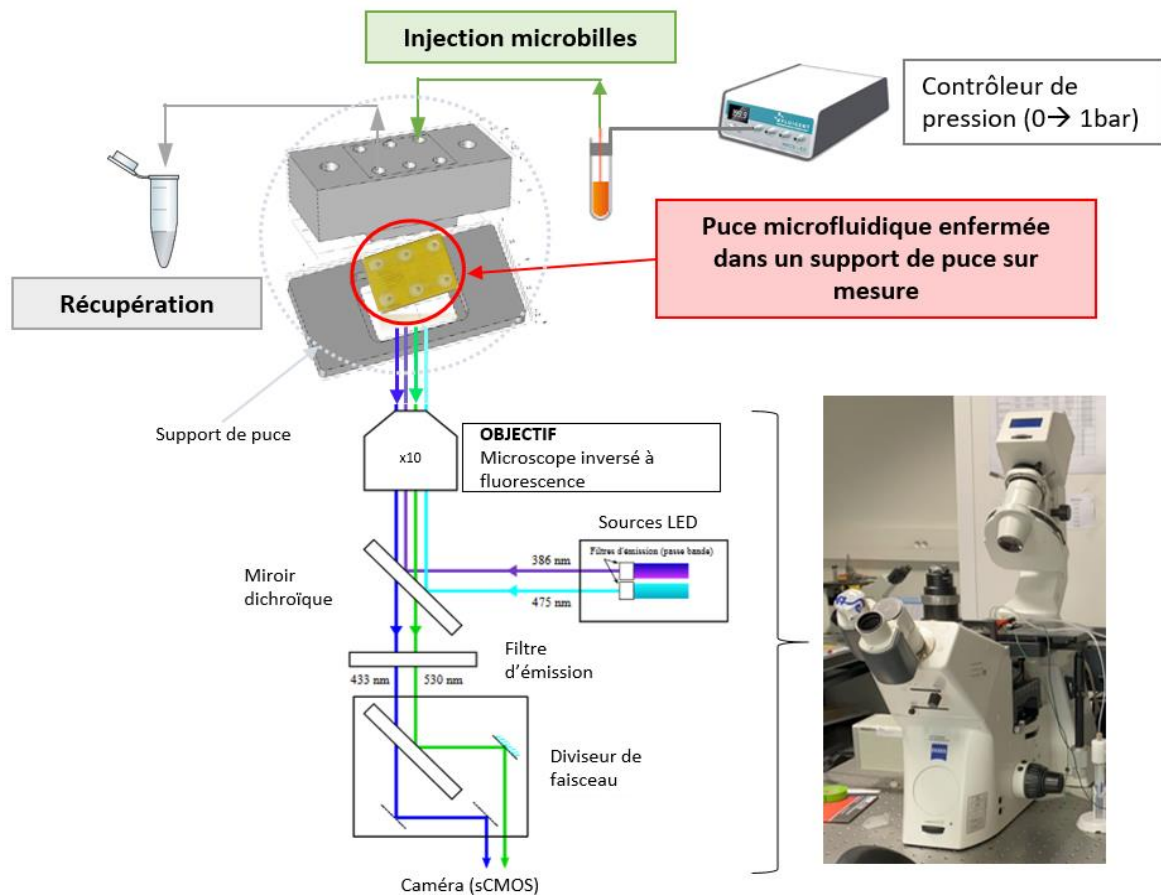 Injection microbilles
Contrôleur de
pression (0→ 1bar)
Puce microfluidique enfermée
dans un support de puce sur
mesure
Récupération
Support de puce
x10
OBJECTIF
Microscope inversé à
fluorescence
Sources LED
Filtres d'émission (passe bande)
386 nm
475 nm
Miroir
dichroïque
Filtre
d'émission
433 nm
530 nm
Diviseur de
faisceau
Caméra (sCMOS)
FLUIGENT
ZEISS